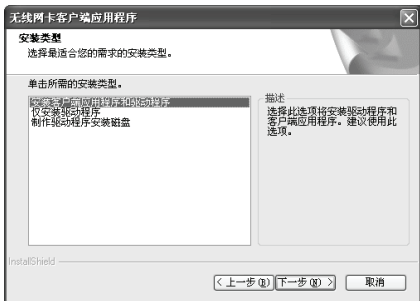 无线网卡客户端应用程序
安装类型
选择最适合您的需求的安装类型。
单击所需的安装类型。
安装客户端应用程序和驱动程序
仅安装驱动程序
制作驱动程序安装磁盘
描述
选择此选项将安装驱动程序和
客户端应用程序。建议使用此
选项。
InstallShield
< 上一步(B)
下一步(N) >
取消